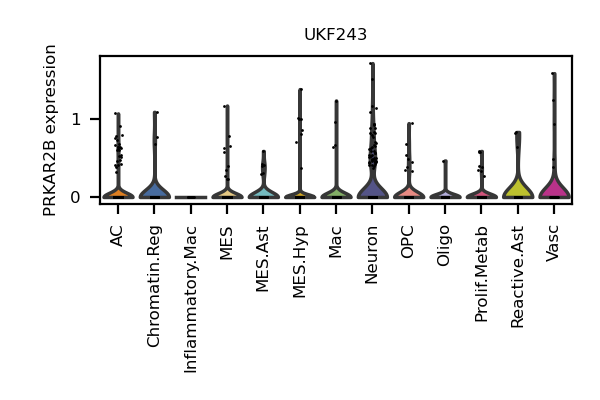 UKF243
PRKAR2B expression
1
0
AC
Chromatin.Reg
Inflammatory.Mac
MES
MES.Ast
MES.Hyp
Mac
Neuron
OPC
Oligo
Prolif.Metab
Reactive.Ast
Vasc